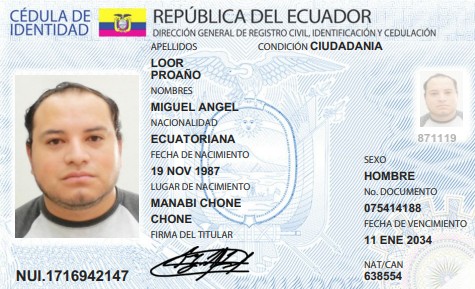 CÉDULA DE
IDENTIDAD
REPÚBLICA DEL ECUADOR
DIRECCIÓN GENERAL DE REGISTRO CIVIL, IDENTIFICACIÓN Y CEDULACIÓN
APELLIDOS
CONDICIÓN CIUDADANIA
LOOR
PROAÑO
NOMBRES
MIGUEL ANGEL
NACIONALIDAD
ECUATORIANA
FECHA DE NACIMIENTO
19 NOV 1987
LUGAR DE NACIMIENTO
MANABI CHONE
CHONE
FIRMA DEL TITULAR
871119
SEXO
HOMBRE
No. DOCUMENTO
075414188
FECHA DE VENCIMIENTO
11 ENE 2034
NAT/CAN
638554
NUI.1716942147